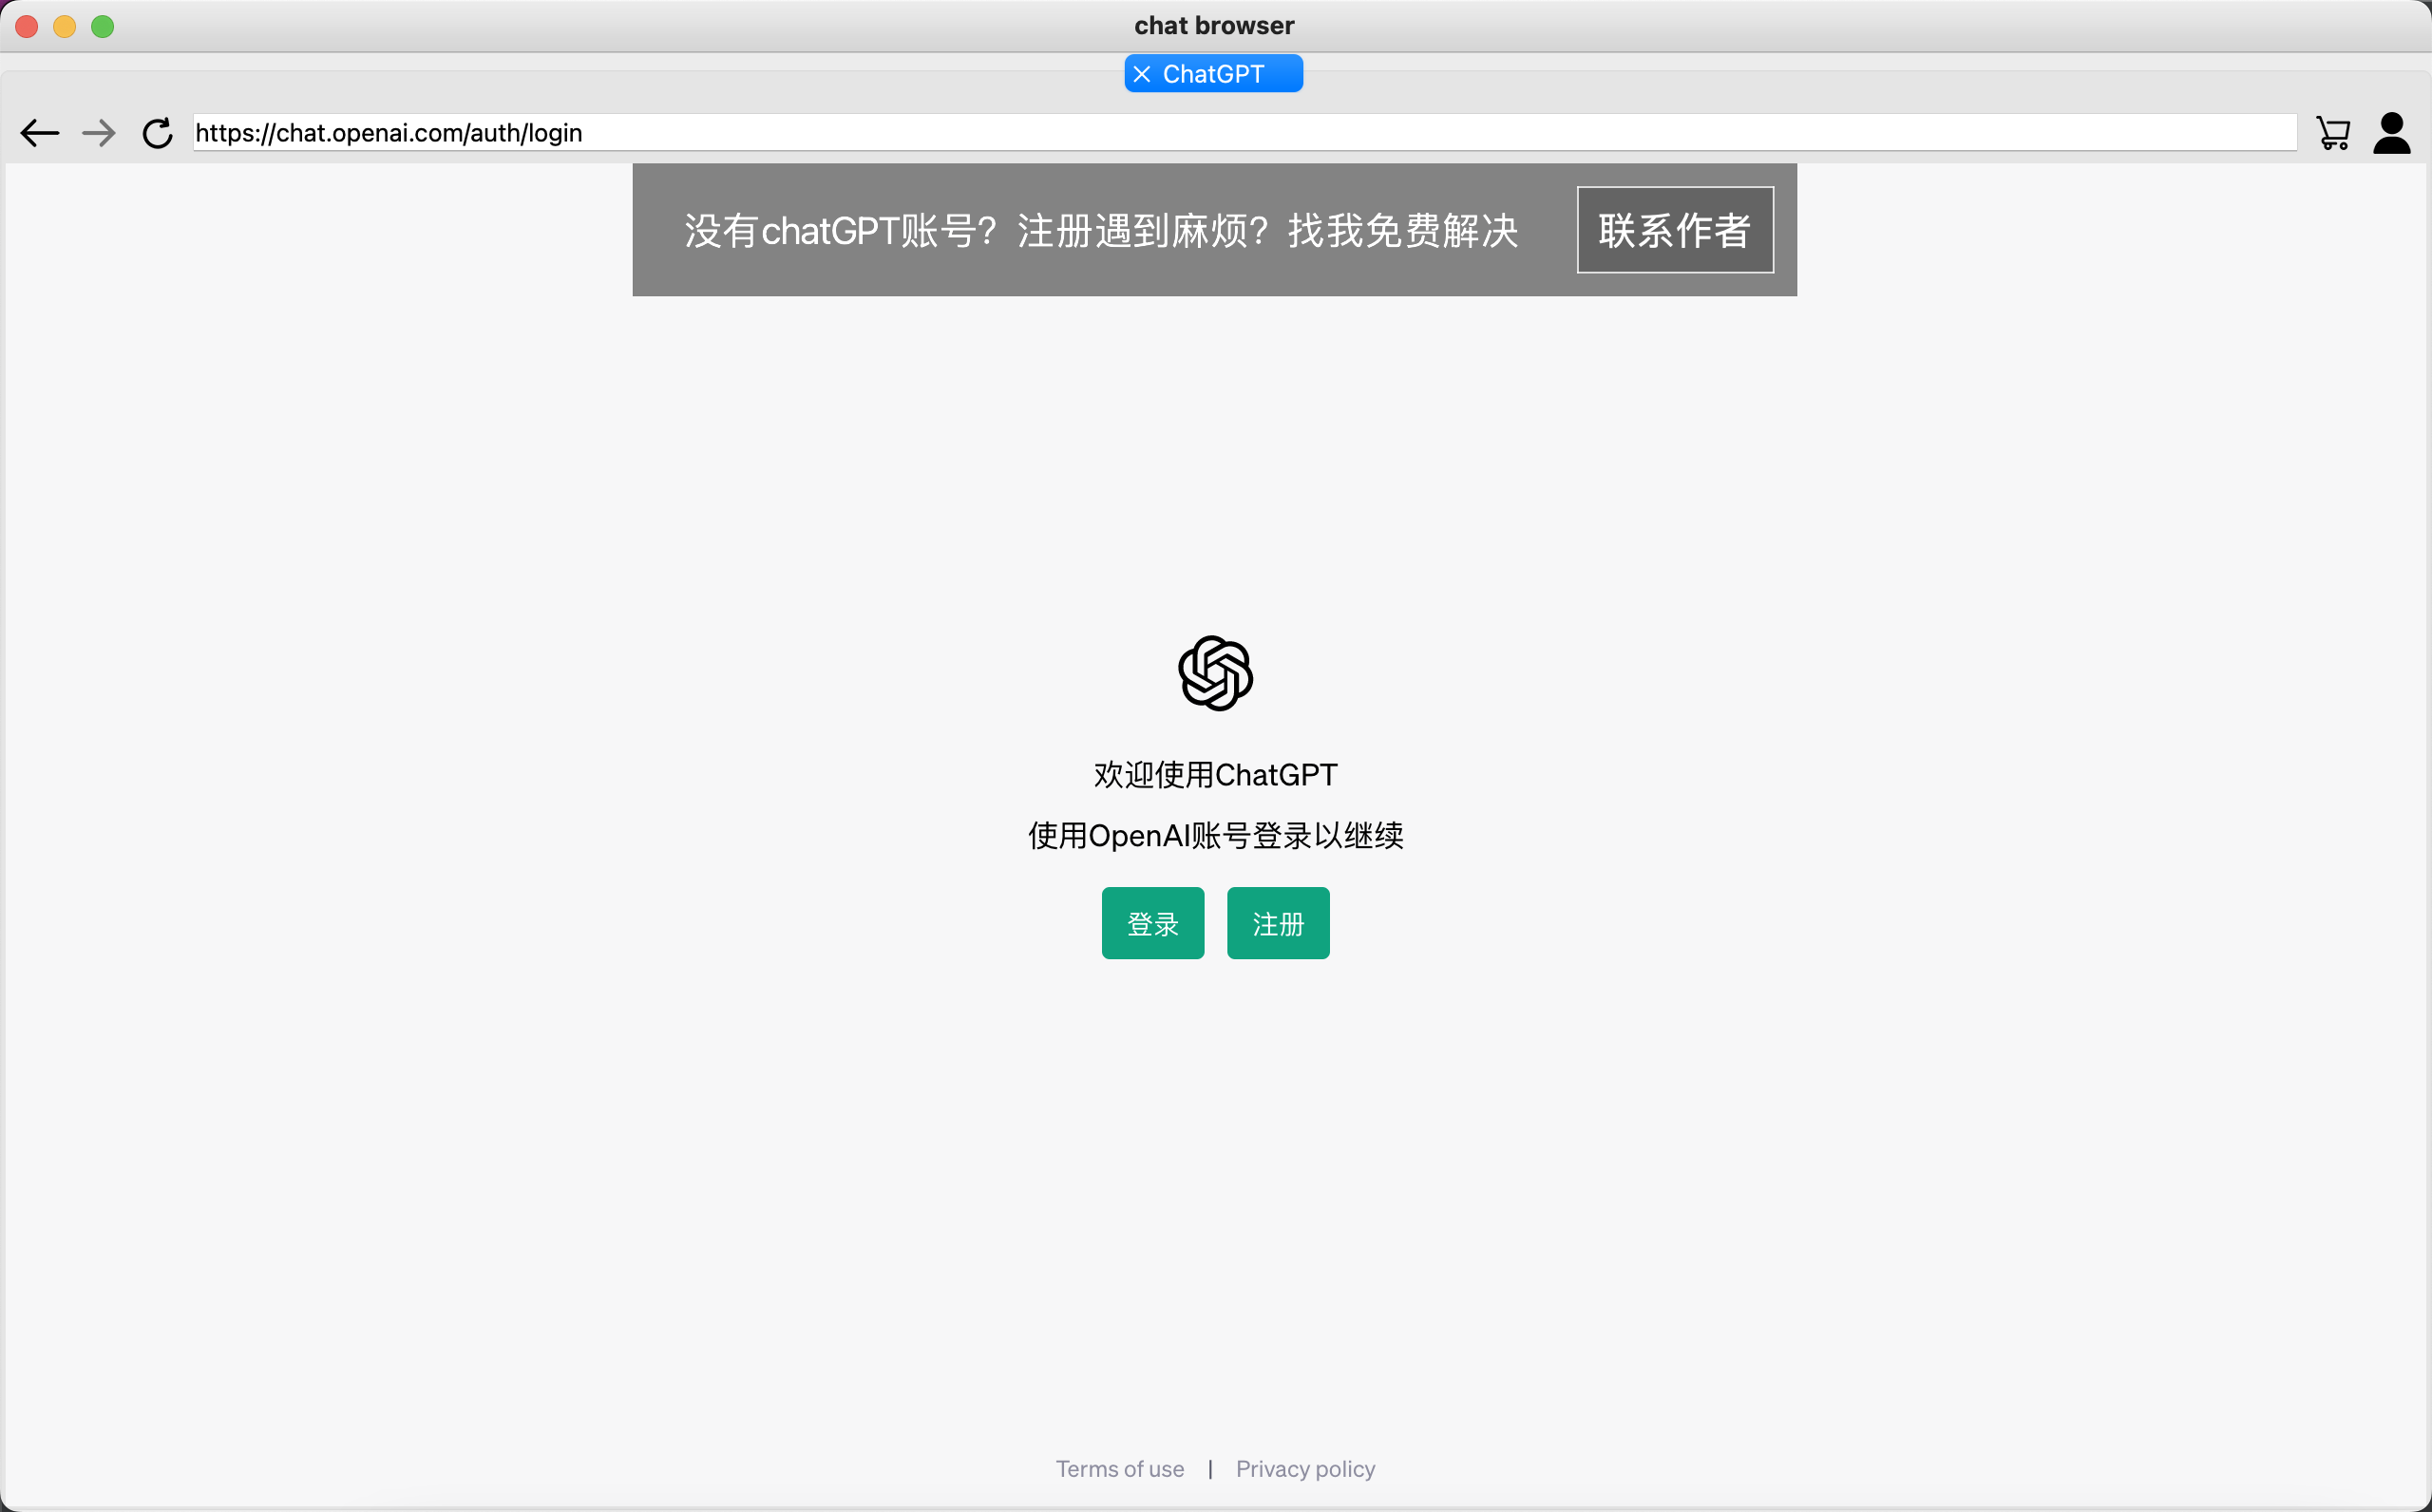 chat browser
ChatGPT
https://chat.openai.com/auth/login
没有chatGPT账号？注册遇到麻烦？找我免费解决 联系作者
欢迎使用ChatGPT
使用OpenAI账号登录以继续
登录 注册
Terms of use | Privacy policy